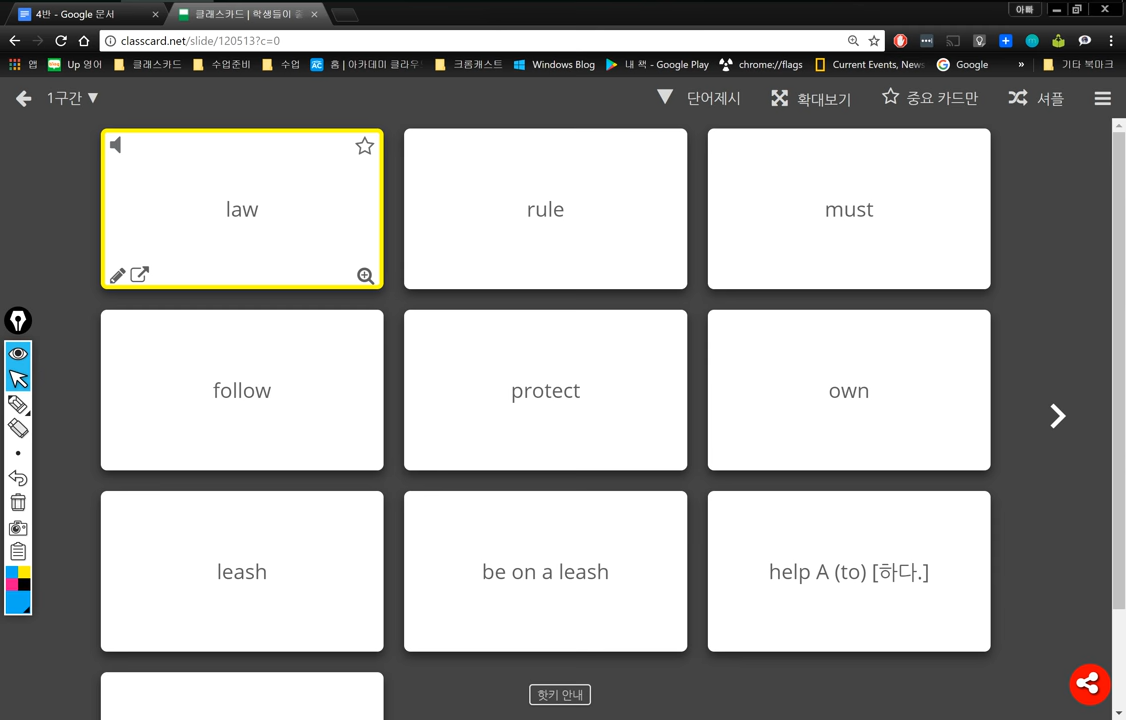 4반 - Google 문서
클래스카드 | 학생들이 좋
아빠
classcard.net/slide/120513?c=0
앱 Up 영어 클래스카드 수업준비 수업 홈 | 아카데미 클라우 크롬캐스트 Windows Blog 내 책 - Google Play chrome://flags Current Events, News Google » 기타 북마크
1구간 ▼ ▼ 단어제시 확대보기 중요 카드만 셔플
law rule must
follow protect own
leash be on a leash help A (to) [하다.]
핫키 안내